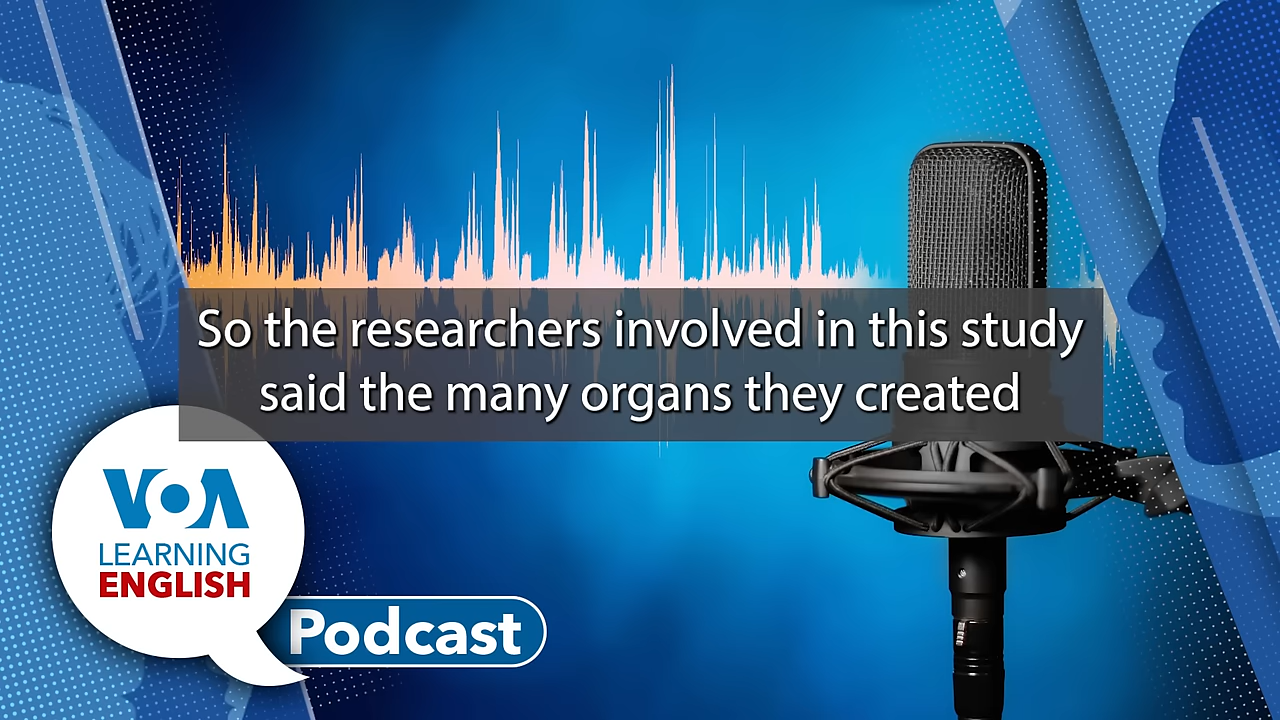 So the researchers involved in this study
said the many organs they created
VOA
LEARNING
ENGLISH
Podcast